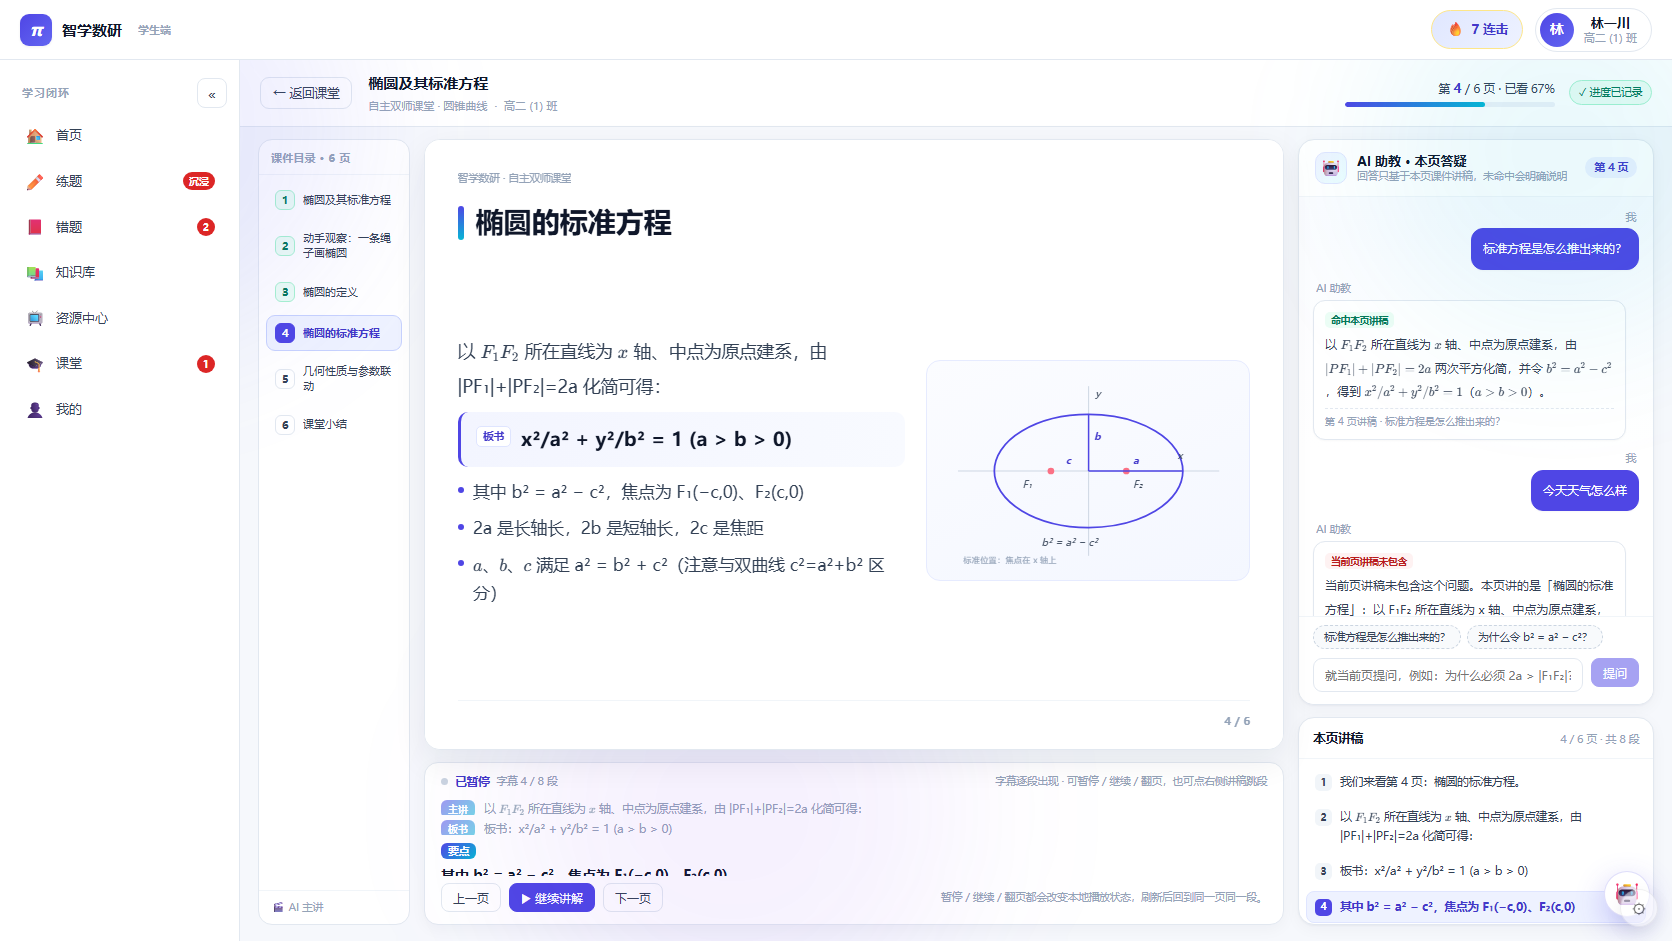 π 智学数研 学生端
7 连击
林 林一川
高二 (1) 班
学习闭环 «
首页
练题 沉浸
错题 2
知识库
资源中心
课堂 1
我的
← 返回课堂
椭圆及其标准方程
自主双师课堂 · 圆锥曲线 · 高二 (1) 班
第 4 / 6 页 · 已看 67%
✓ 进度已记录
课件目录 • 6 页
1 椭圆及其标准方程
2 动手观察：一条绳
子画椭圆
3 椭圆的定义
4 椭圆的标准方程
5 几何性质与参数联
动
6 课堂小结
AI 主讲
智学数研 · 自主双师课堂
椭圆的标准方程
以 F₁F₂ 所在直线为 x 轴、中点为原点建系，由
|PF₁|+|PF₂|=2a 化简可得：
板书 x²/a² + y²/b² = 1 (a > b > 0)
其中 b² = a² − c²，焦点为 F₁(−c,0)、F₂(c,0)
2a 是长轴长，2b 是短轴长，2c 是焦距
a、b、c 满足 a² = b² + c²（注意与双曲线 c²=a²+b² 区
分）
y
b
c a x
F₁ F₂
b² = a² − c²
标准位置：焦点在 x 轴上
4 / 6
已暂停 字幕 4 / 8 段
字幕逐段出现 · 可暂停 / 继续 / 翻页，也可点右侧讲稿跳段
主讲 以 F₁F₂ 所在直线为 x 轴、中点为原点建系，由 |PF₁|+|PF₂|=2a 化简可得：
板书 板书：x²/a² + y²/b² = 1 (a > b > 0)
要点
其中 b² = a² − c²，焦点为 F₁(−c,0)、F₂(c,0)
上一页 ▶ 继续讲解 下一页
暂停 / 继续 / 翻页都会改变本地播放状态，刷新后回到同一页同一段。
AI 助教 • 本页答疑
回答只基于本页课件讲稿，未命中会明确说明
第 4 页
我
标准方程是怎么推出来的？
AI 助教
命中本页讲稿
以 F₁F₂ 所在直线为 x 轴、中点为原点建系，由
|PF₁| + |PF₂| = 2a 两次平方化简，并令 b² = a² − c²
，得到 x²/a² + y²/b² = 1（a > b > 0）。
第 4 页讲稿 · 标准方程是怎么推出来的？
我
今天天气怎么样
AI 助教
当前页讲稿未包含
当前页讲稿未包含这个问题。本页讲的是「椭圆的标准
方程」：以 F₁F₂ 所在直线为 x 轴、中点为原点建系，
标准方程是怎么推出来的？ 为什么令 b² = a² − c²？
就当前页提问，例如：为什么必须 2a > |F₁F₂|？
提问
本页讲稿
4 / 6 页 · 共 8 段
1 我们来看第 4 页：椭圆的标准方程。
2 以 F₁F₂ 所在直线为 x 轴、中点为原点建系，由
|PF₁|+|PF₂|=2a 化简可得：
3 板书：x²/a² + y²/b² = 1 (a > b > 0)
4 其中 b² = a² − c²，焦点为 F₁(−c,0)、F₂(c,0)